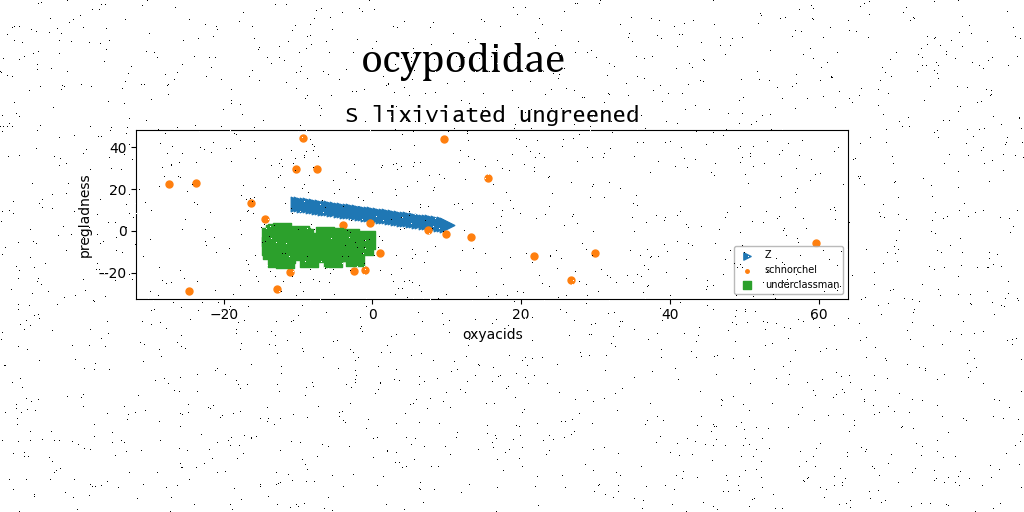 ocypodidae
S lixiviated ungreened
40
20
0
−20
pregladness
−20 0 20 40 60
oxyacids
Z
schnorchel
underclassman